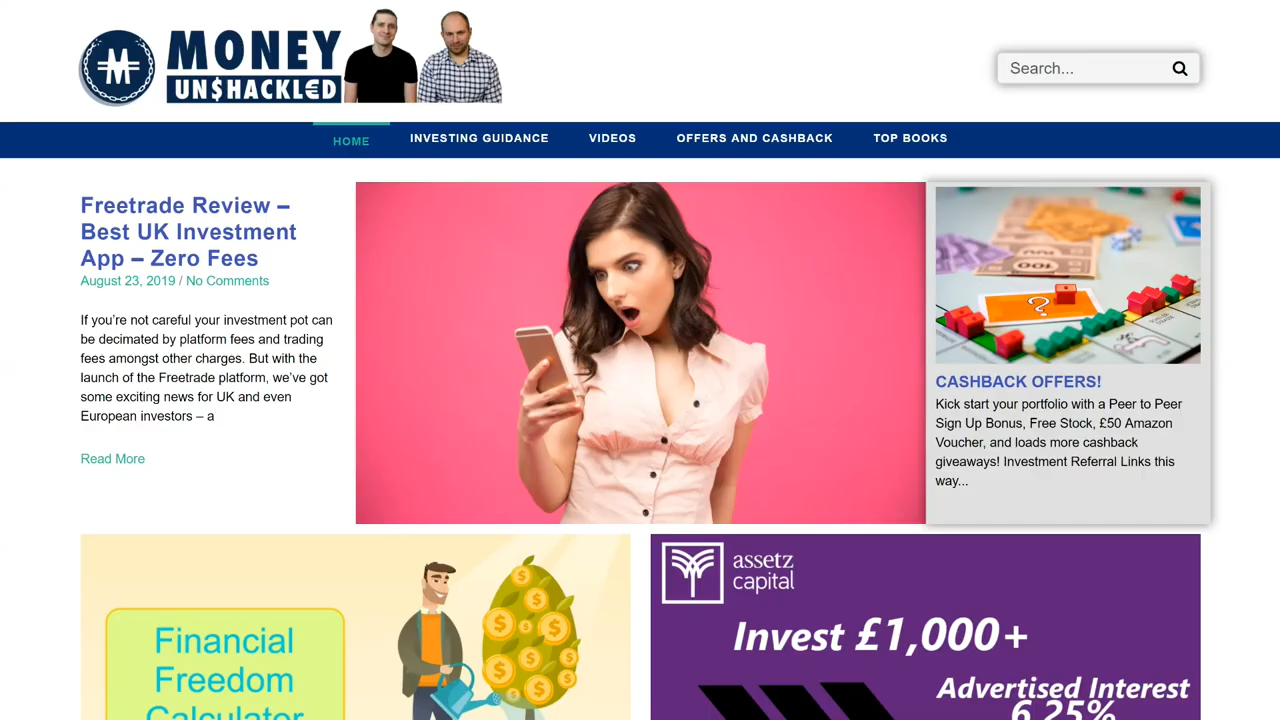 MONEY
UN$HACKL€D
Search...
HOME
INVESTING GUIDANCE
VIDEOS
OFFERS AND CASHBACK
TOP BOOKS
Freetrade Review –
Best UK Investment
App – Zero Fees
August 23, 2019 / No Comments
If you’re not careful your investment pot can
be decimated by platform fees and trading
fees amongst other charges. But with the
launch of the Freetrade platform, we’ve got
some exciting news for UK and even
European investors – a
Read More
100
?
CASHBACK OFFERS!
Kick start your portfolio with a Peer to Peer
Sign Up Bonus, Free Stock, £50 Amazon
Voucher, and loads more cashback
giveaways! Investment Referral Links this
way...
Financial
Freedom
Calculator
assetz
capital
Invest £1,000+
Advertised Interest
6.25%